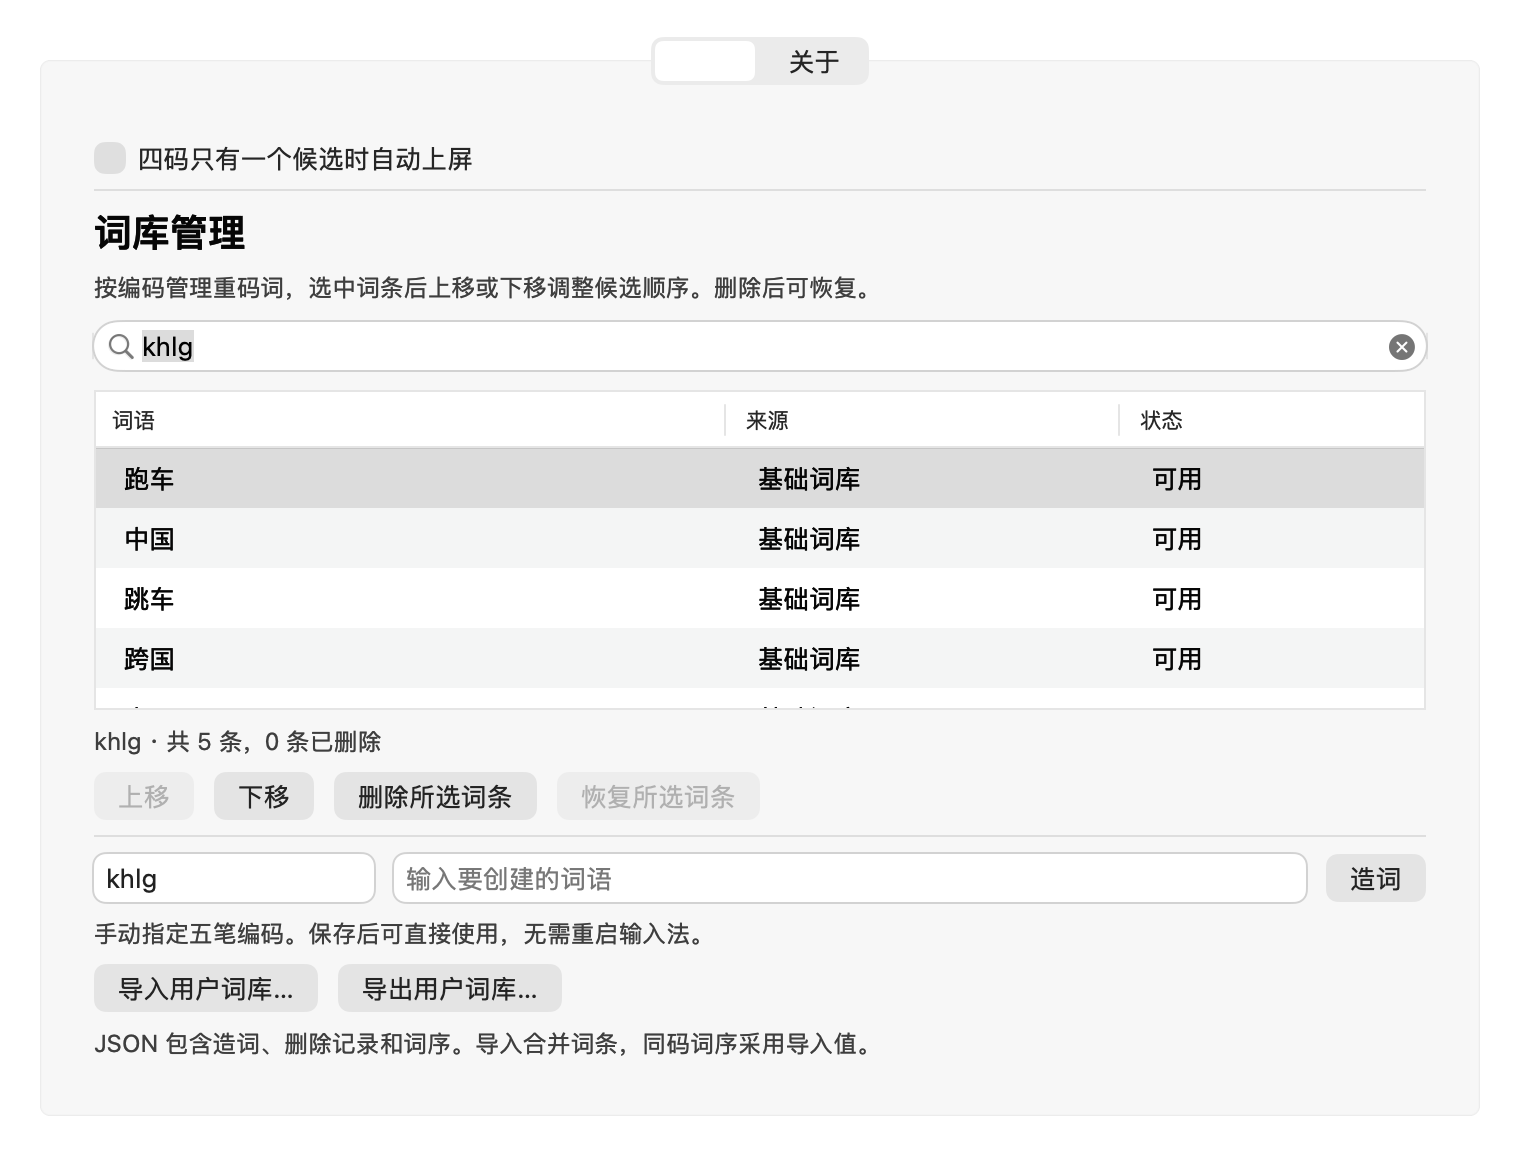 关于
四码只有一个候选时自动上屏
词库管理
按编码管理重码词，选中词条后上移或下移调整候选顺序。删除后可恢复。
khlg
词语 来源 状态
跑车 基础词库 可用
中国 基础词库 可用
跳车 基础词库 可用
跨国 基础词库 可用
khlg · 共 5 条，0 条已删除
上移 下移 删除所选词条 恢复所选词条
khlg 输入要创建的词语 造词
手动指定五笔编码。保存后可直接使用，无需重启输入法。
导入用户词库... 导出用户词库...
JSON 包含造词、删除记录和词序。导入合并词条，同码词序采用导入值。